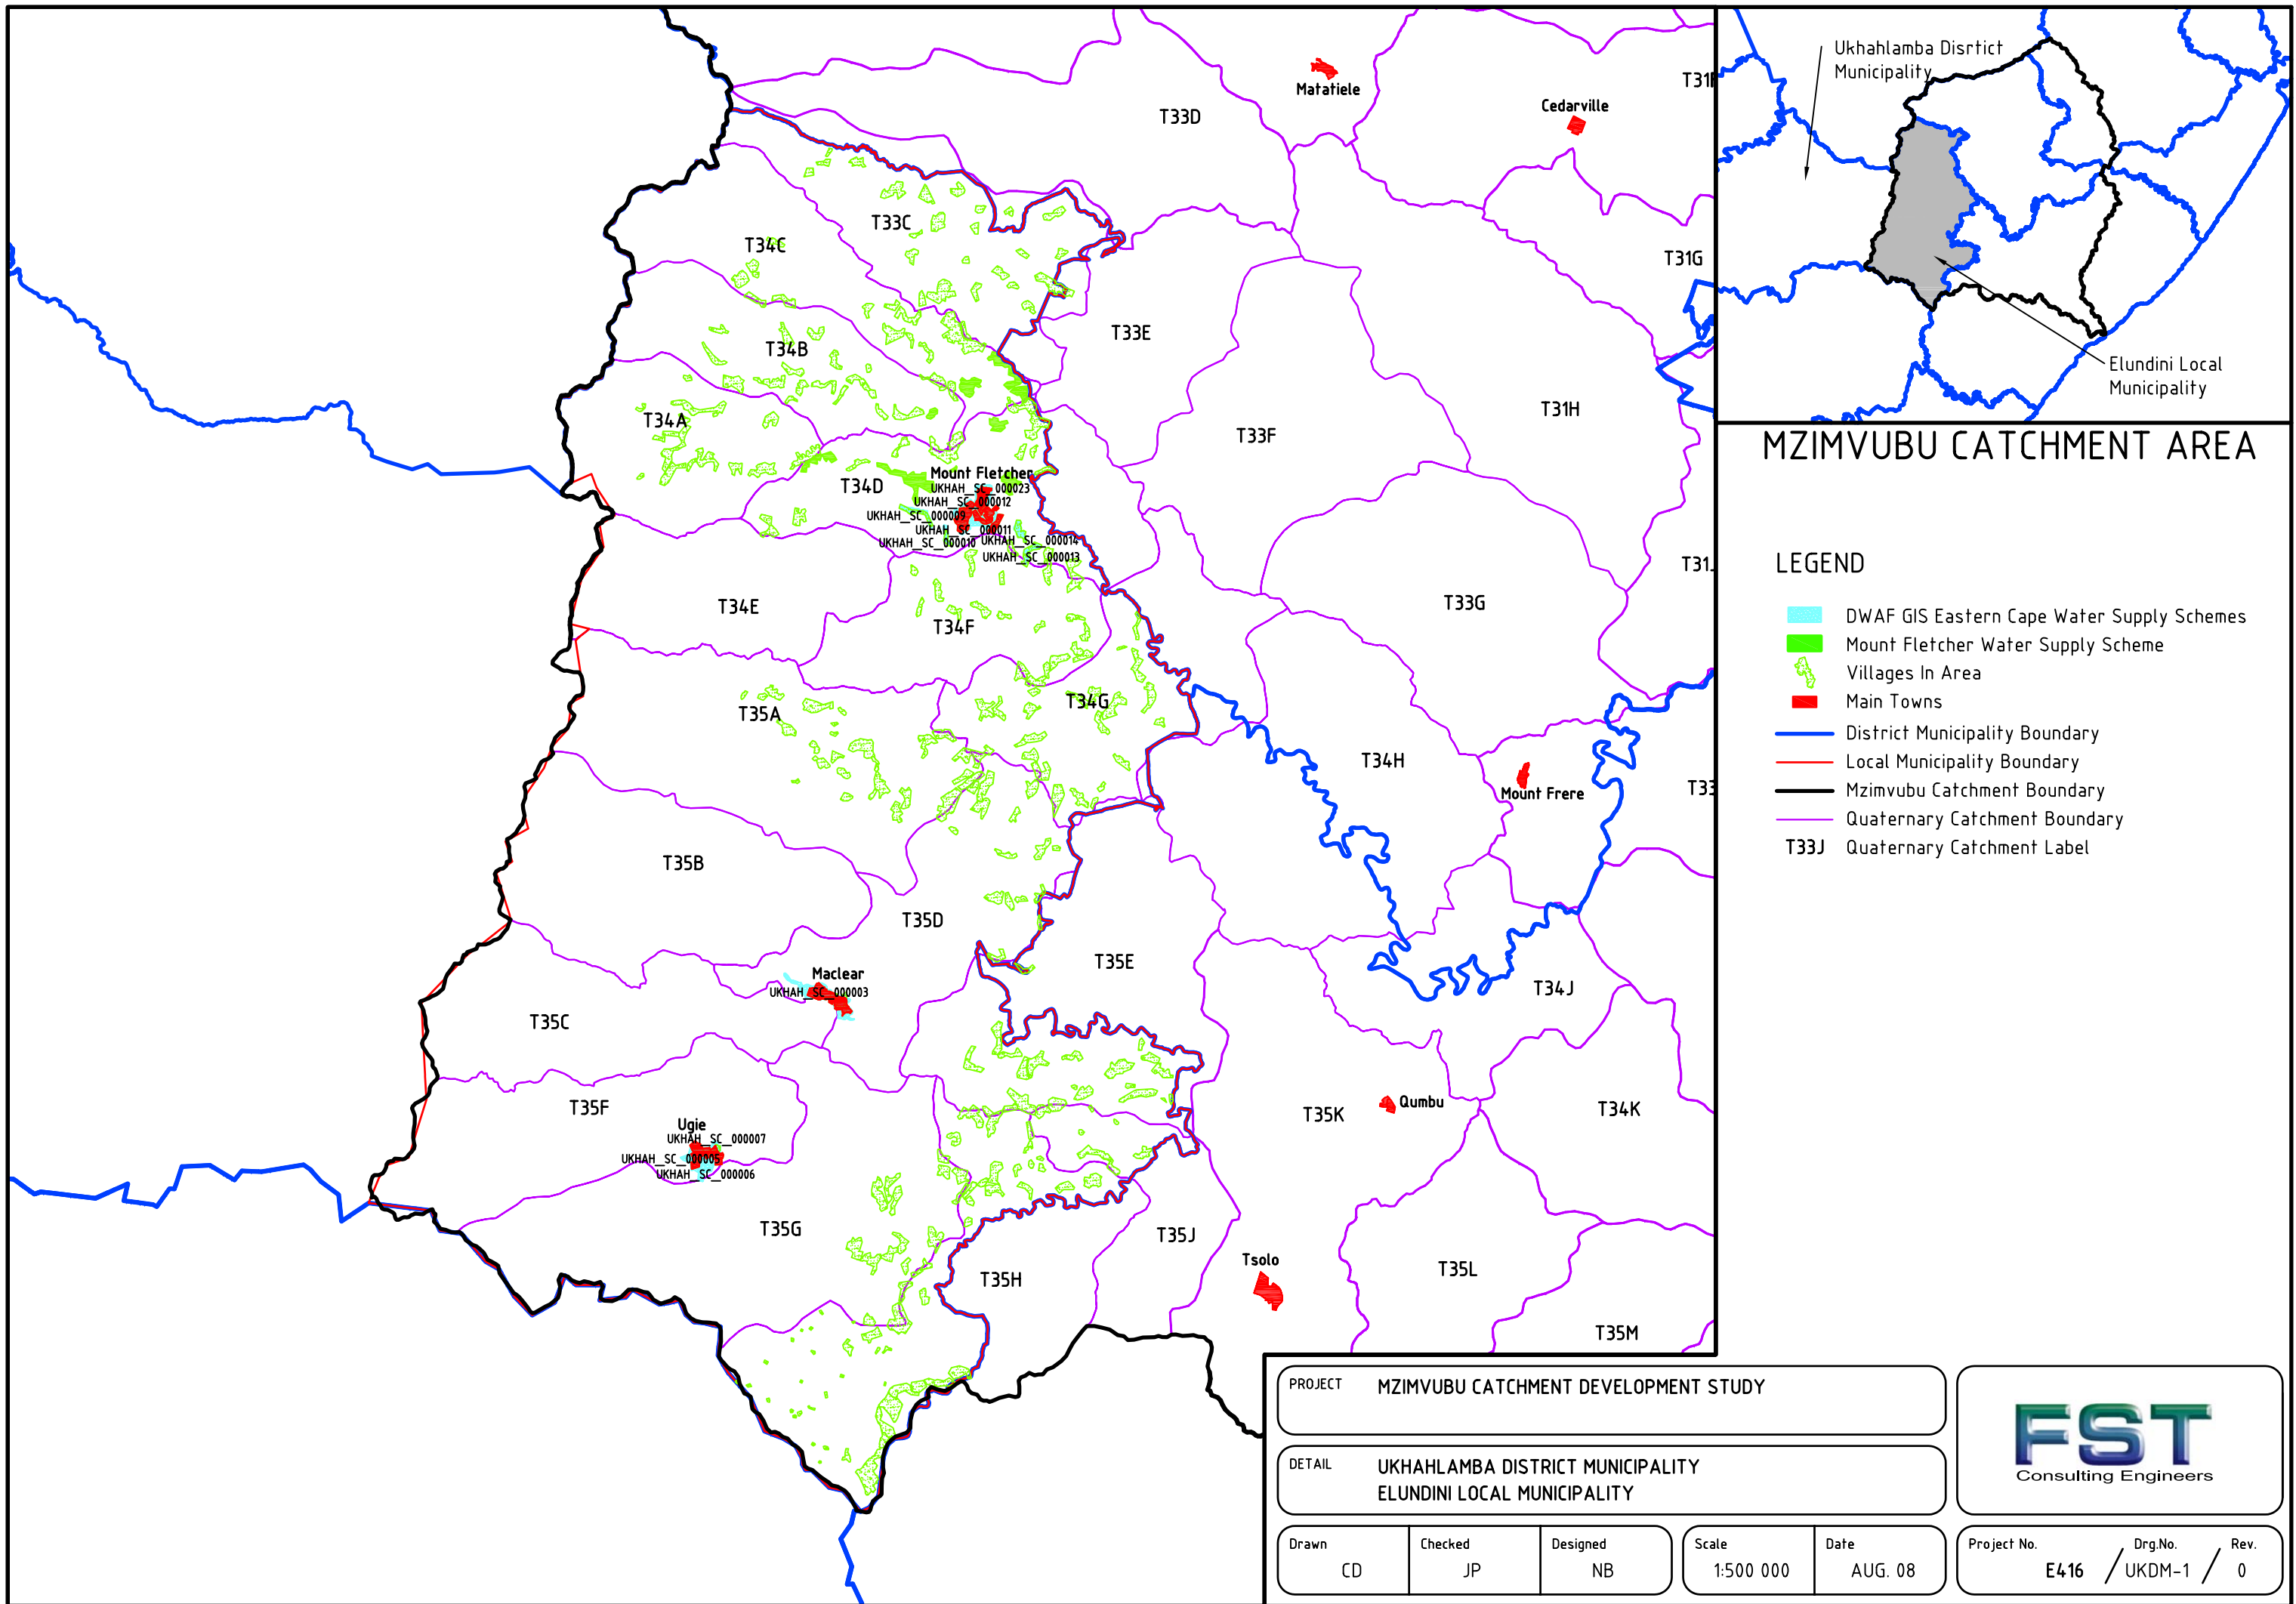 Ukhahlamba Disrtict
Municipality
Elundini Local
Municipality
MZIMVUBU CATCHMENT AREA
LEGEND
DWAF GIS Eastern Cape Water Supply Schemes
Mount Fletcher Water Supply Scheme
Villages In Area
Main Towns
District Municipality Boundary
Local Municipality Boundary
Mzimvubu Catchment Boundary
Quaternary Catchment Boundary
T33J Quaternary Catchment Label
Matatiele
Cedarville
T33D
T33C
T34C
T31G
T33E
T34B
T31H
T34A
T33F
Mount Fletcher
T34D
UKHAH_SC_000023
UKHAH_SC_000012
UKHAH_SC_000009
UKHAH_SC_000011
UKHAH_SC_000010
UKHAH_SC_000014
UKHAH_SC_000013
T34E
T33G
T34F
T34G
T35A
T34H
T33
Mount Frere
T35B
T35D
T35E
Maclear
UKHAH_SC_000003
T34J
T35C
T35F
Qumbu
T35K
T34K
Ugie
UKHAH_SC_000007
UKHAH_SC_000005
UKHAH_SC_000006
T35G
T35J
Tsolo
T35H
T35L
T35M
PROJECT MZIMVUBU CATCHMENT DEVELOPMENT STUDY
DETAIL UKHAHLAMBA DISTRICT MUNICIPALITY
ELUNDINI LOCAL MUNICIPALITY
FST
Consulting Engineers
Drawn Checked Designed Scale Date Project No. Drg.No. Rev.
CD JP NB 1:500 000 AUG. 08 E416 / UKDM-1 / 0